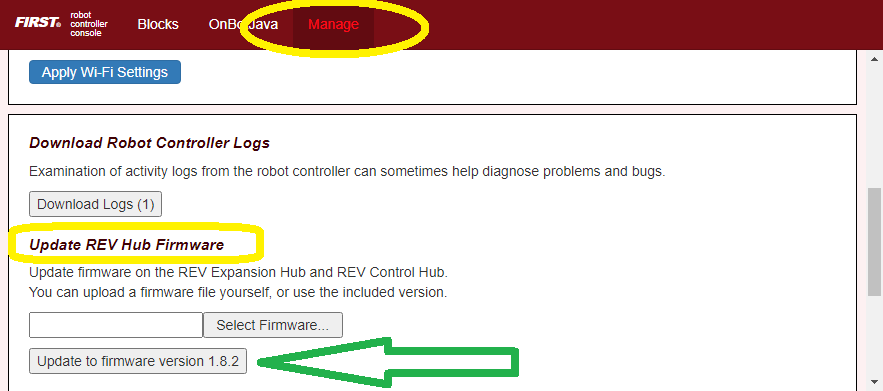 FIRST® robot controller console Blocks OnBotJava Manage
Apply Wi-Fi Settings
Download Robot Controller Logs
Examination of activity logs from the robot controller can sometimes help diagnose problems and bugs.
Download Logs (1)
Update REV Hub Firmware
Update firmware on the REV Expansion Hub and REV Control Hub.
You can upload a firmware file yourself, or use the included version.
Select Firmware...
Update to firmware version 1.8.2